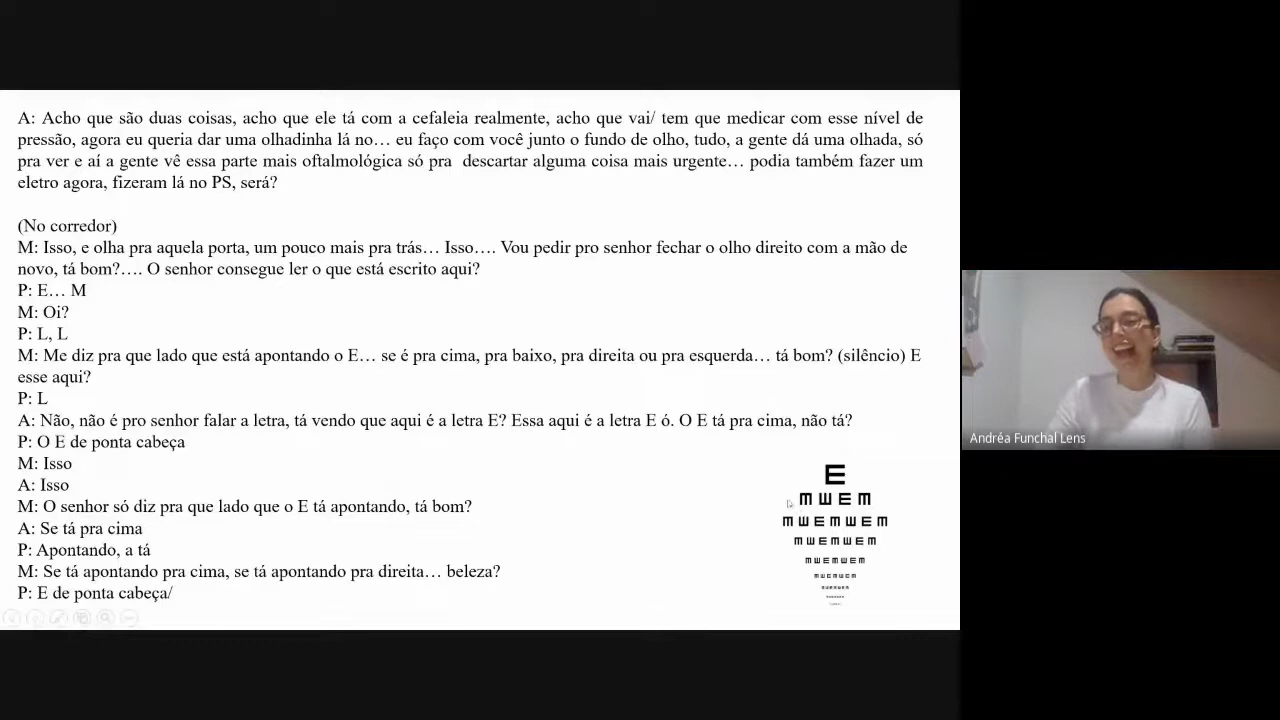 A: Acho que são duas coisas, acho que ele tá com a cefaleia realmente, acho que vai/ tem que medicar com esse nível de
pressão, agora eu queria dar uma olhadinha lá no… eu faço com você junto o fundo de olho, tudo, a gente dá uma olhada, só
pra ver e aí a gente vê essa parte mais oftalmológica só pra descartar alguma coisa mais urgente… podia também fazer um
eletro agora, fizeram lá no PS, será?
(No corredor)
M: Isso, e olha pra aquela porta, um pouco mais pra trás… Isso…. Vou pedir pro senhor fechar o olho direito com a mão de
novo, tá bom?…. O senhor consegue ler o que está escrito aqui?
P: E… M
M: Oi?
P: L, L
M: Me diz pra que lado que está apontando o E… se é pra cima, pra baixo, pra direita ou pra esquerda… tá bom? (silêncio) E
esse aqui?
P: L
A: Não, não é pro senhor falar a letra, tá vendo que aqui é a letra E? Essa aqui é a letra E ó. O E tá pra cima, não tá?
P: O E de ponta cabeça
M: Isso
A: Isso
M: O senhor só diz pra que lado que o E tá apontando, tá bom?
A: Se tá pra cima
P: Apontando, a tá
M: Se tá apontando pra cima, se tá apontando pra direita… beleza?
P: E de ponta cabeça/
E
M W E M
M W E M W E M
M W E M W E M
M W E M W E M
M W E M W E M
Andréa Funchal Lens